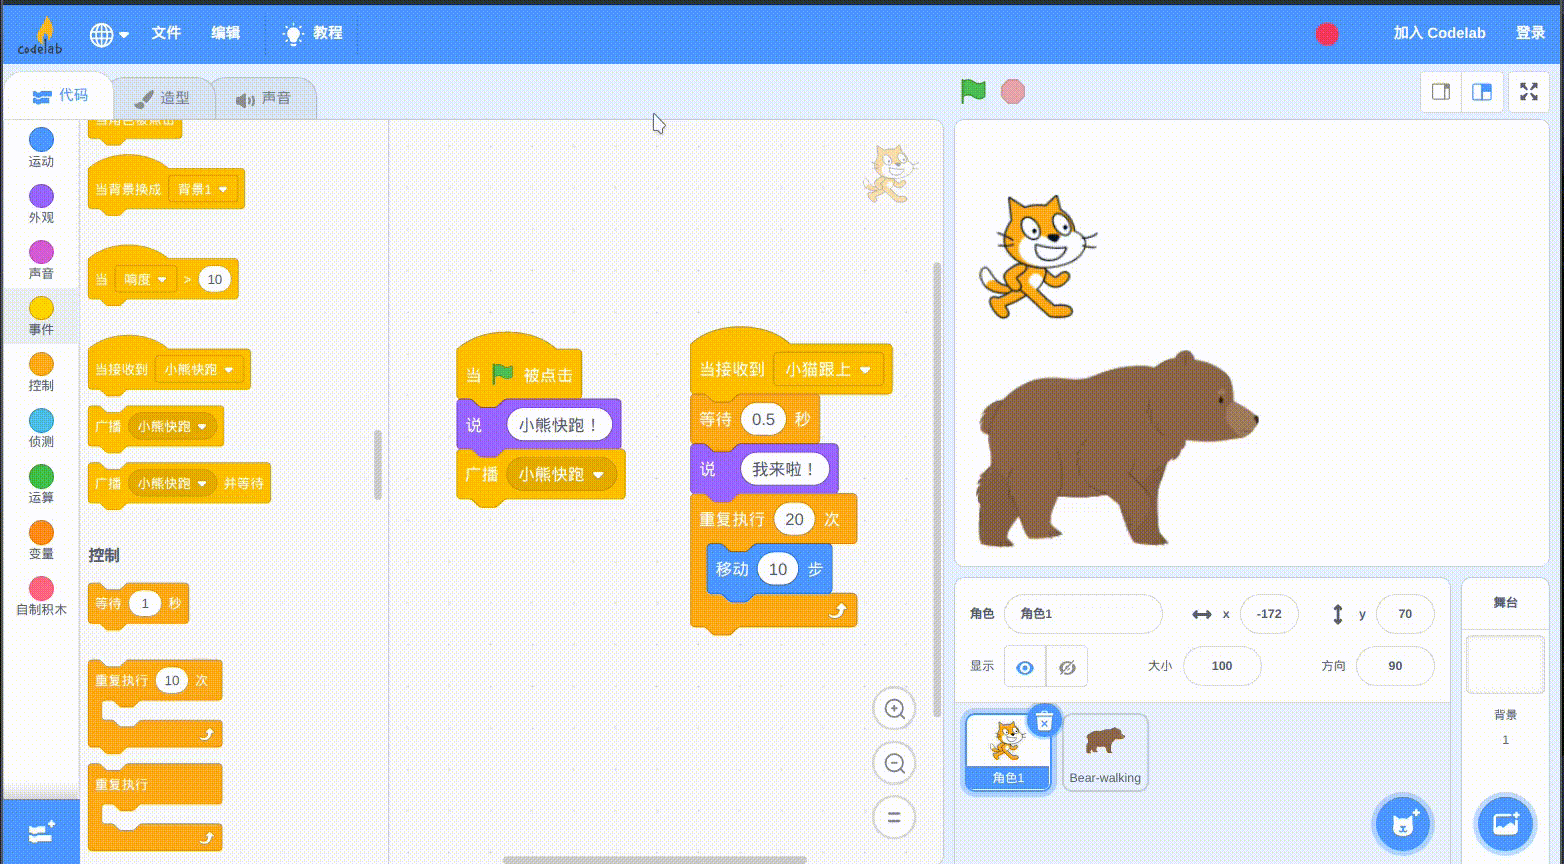 codelab
文件
编辑
教程
加入 Codelab
登录
代码
造型
声音
运动
外观
声音
事件
控制
侦测
运算
变量
自制积木
当角色被点击
当背景换成 背景1
当 响度 > 10
当接收到 小熊快跑
广播 小熊快跑
广播 小熊快跑 并等待
控制
等待 1 秒
重复执行 10 次
重复执行
当 被点击
说 小熊快跑！
广播 小熊快跑
当接收到 小猫跟上
等待 0.5 秒
说 我来啦！
重复执行 20 次
移动 10 步
角色 角色1 x -172 y 70
显示 大小 100 方向 90
角色1
Bear-walking
舞台
背景
1